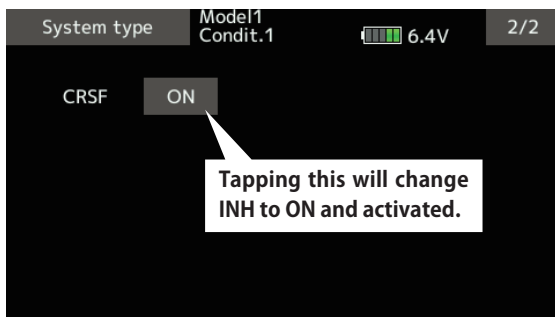 System type
Model1
Condit.1
6.4V
2/2
CRSF ON
Tapping this will change
INH to ON and activated.